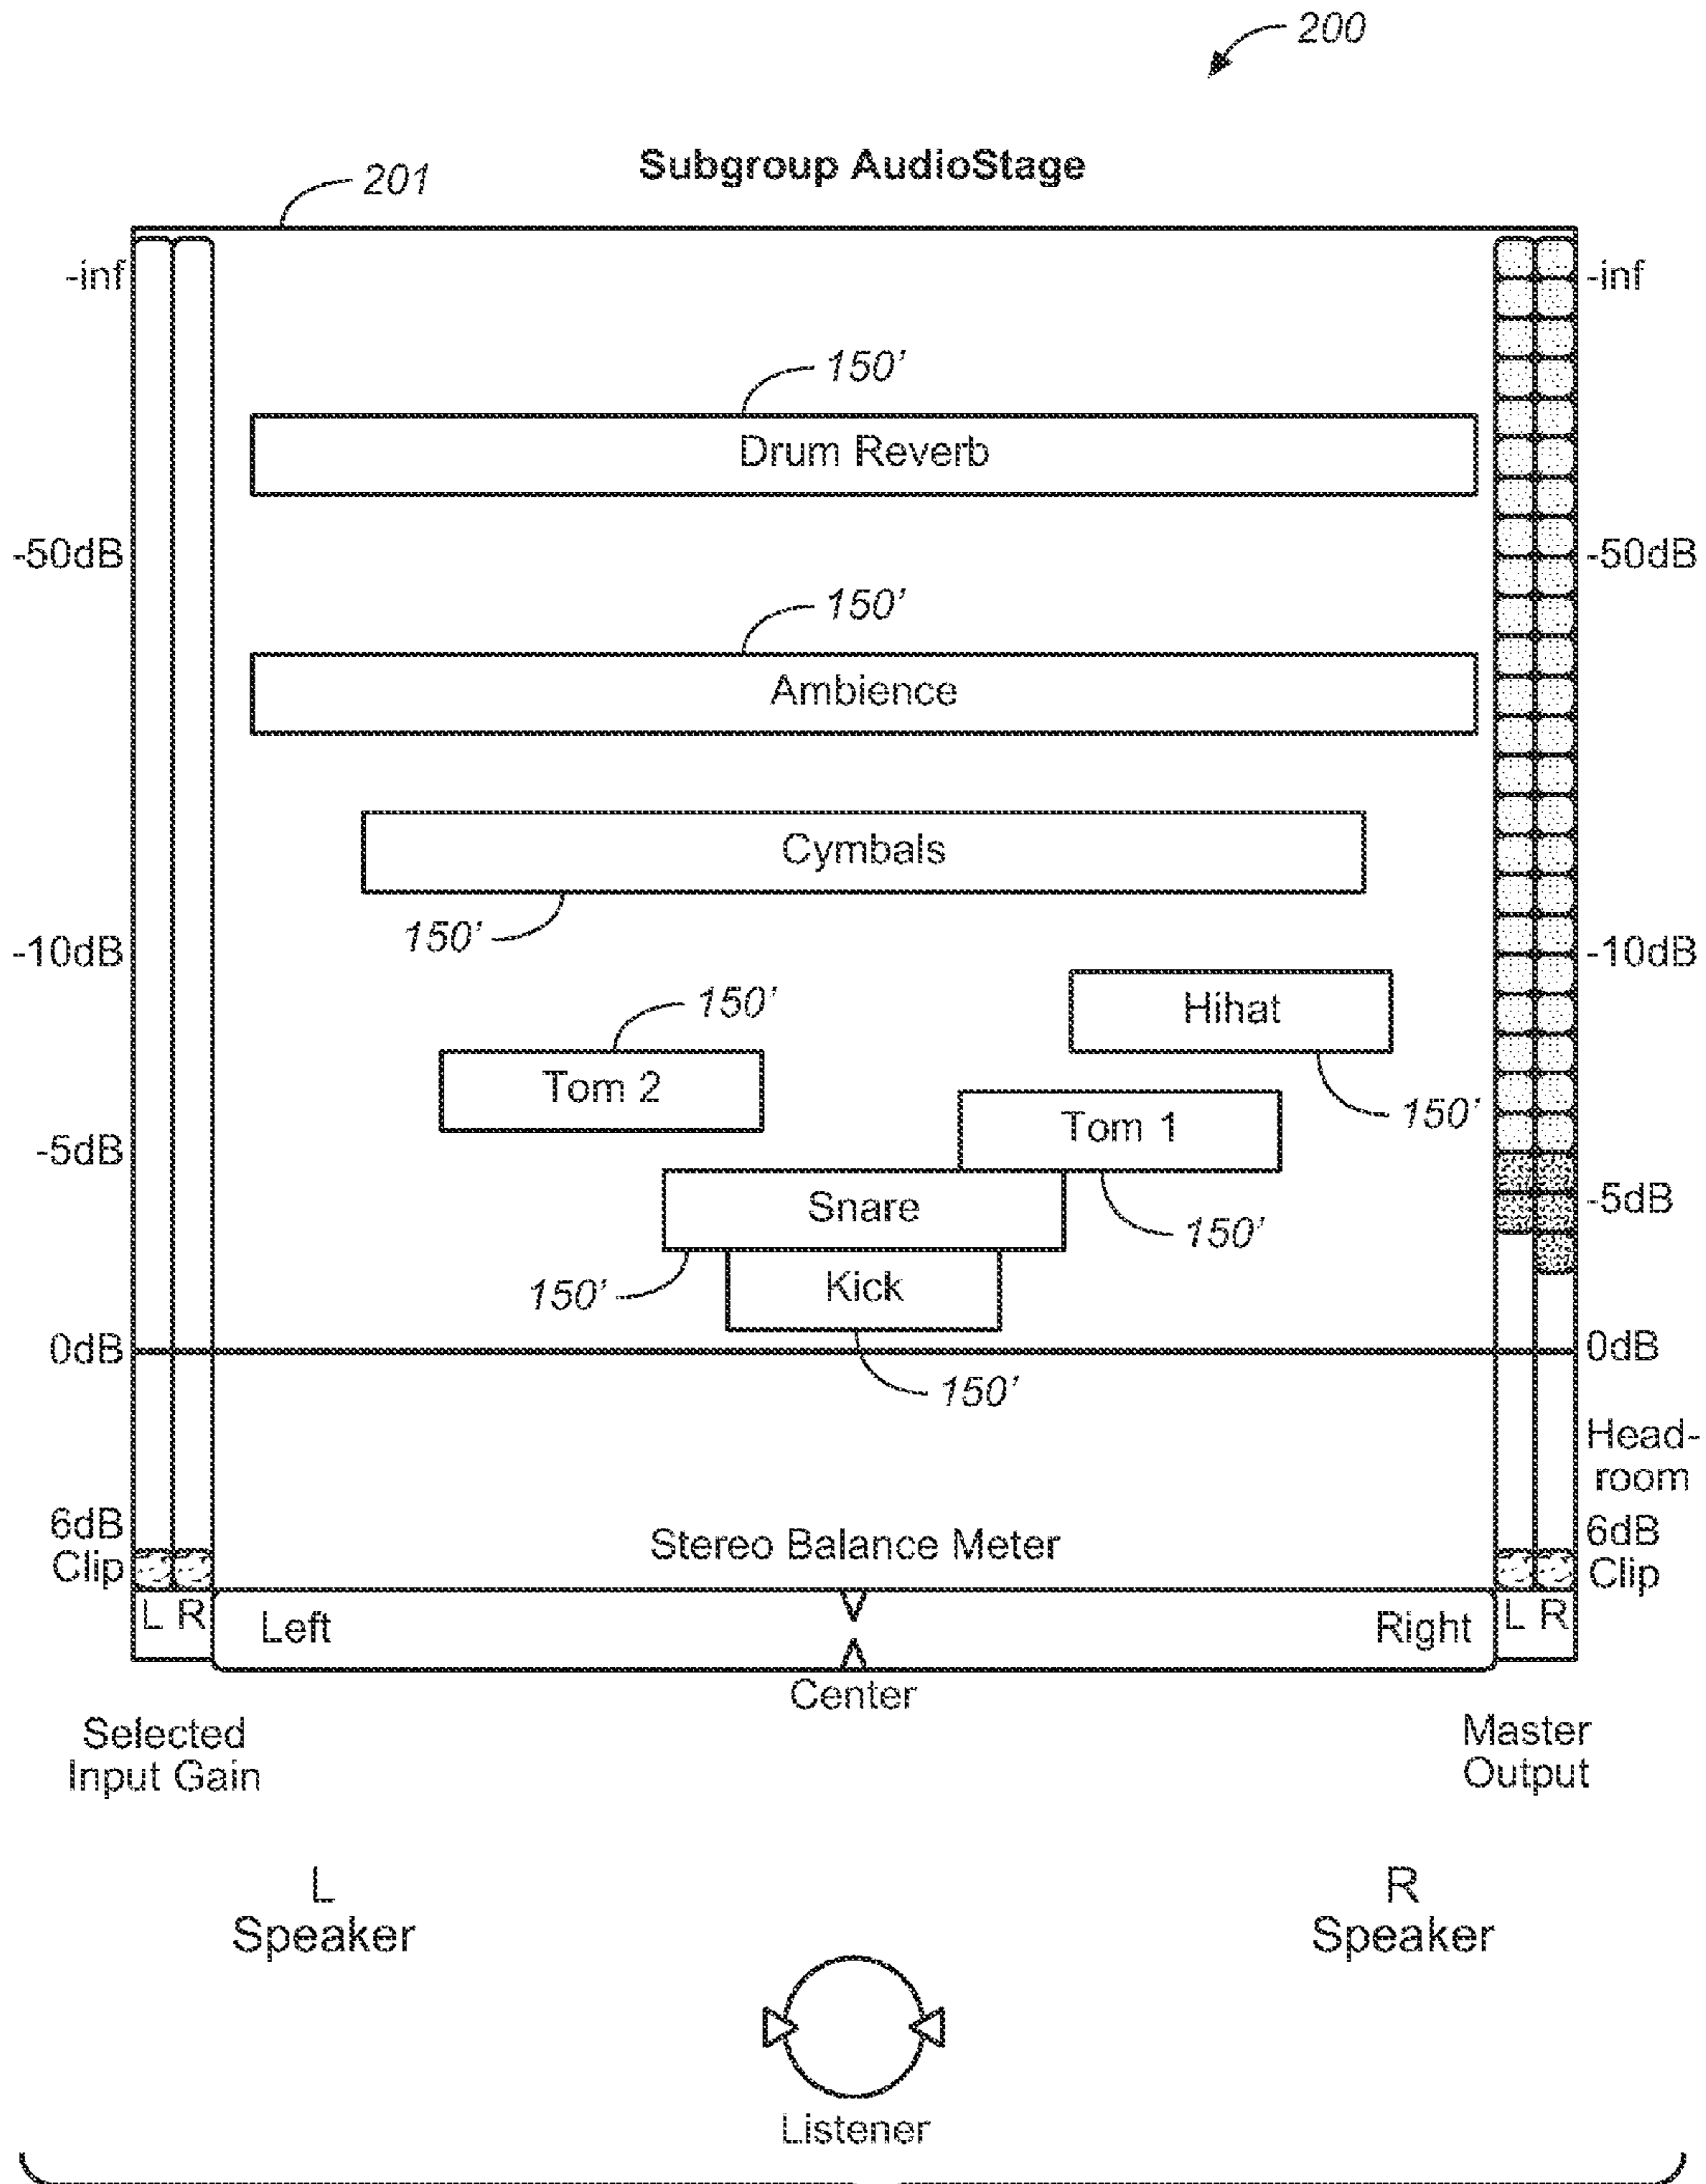 200
Subgroup AudioStage
201
-inf
-inf
150'
Drum Reverb
-50dB
-50dB
150'
Ambience
Cymbals
150'
-10dB
-10dB
Hihat
150'
Tom 2
150'
Tom 1
-5dB
-5dB
Snare
150'
150'
Kick
0dB
0dB
150'
Head-
room
6dB
6dB
Stereo Balance Meter
Clip
Clip
L R
Left
Right
L R
Center
Selected
Input Gain
Master
Output
L
Speaker
R
Speaker
Listener